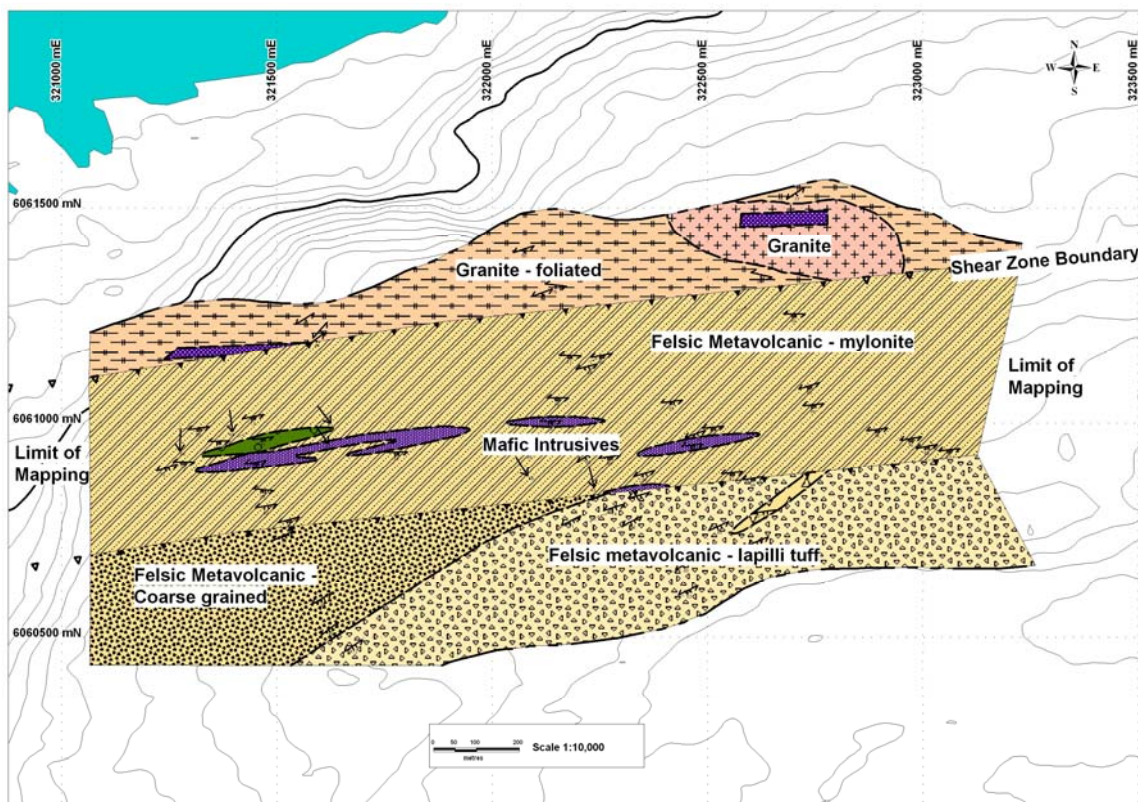 321000 mE
321500 mE
322000 mE
322500 mE
323000 mE
323500 mE
N
W E
S
6061500 mN
Granite
Granite - foliated
Shear Zone Boundary
Felsic Metavolcanic - mylonite
Limit of
Mapping
6061000 mN
Mafic Intrusives
Limit of
Mapping
Felsic metavolcanic - lapilli tuff
Felsic Metavolcanic -
Coarse grained
6060500 mN
0 50 100 200
metres
Scale 1:10,000